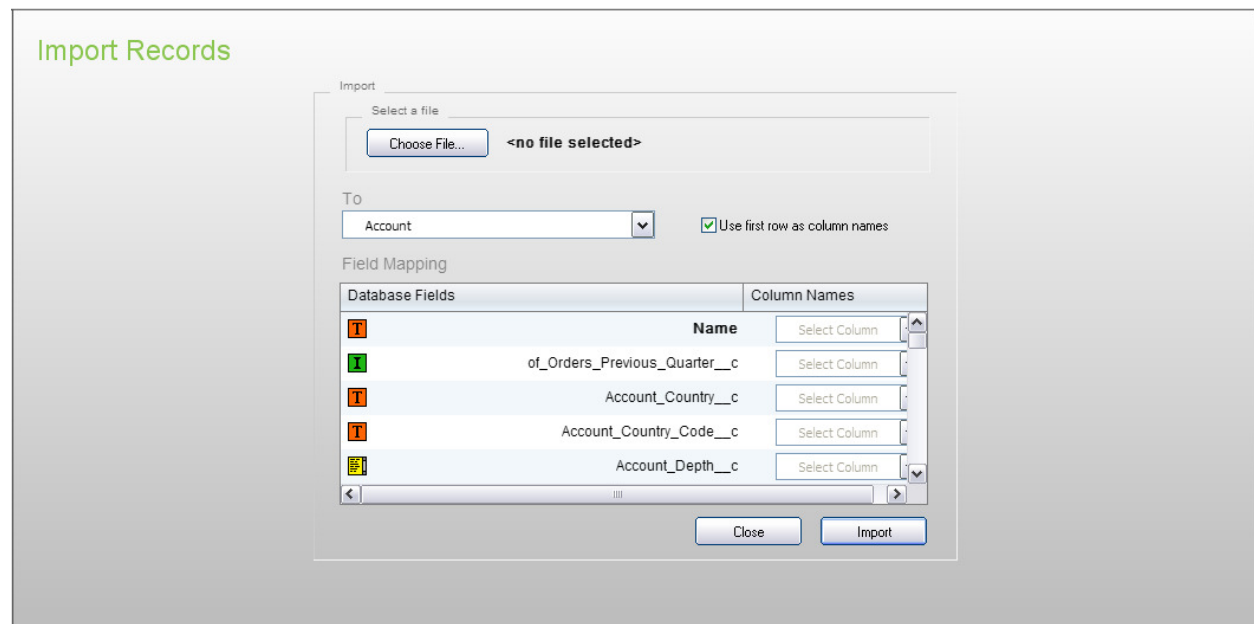 Import Records
Import
Select a file
Choose File... <no file selected>
To
Account
Use first row as column names
Field Mapping
Database Fields Column Names
T Name Select Column
I of_Orders_Previous_Quarter__c Select Column
T Account_Country__c Select Column
T Account_Country_Code__c Select Column
Account_Depth__c Select Column
Close Import